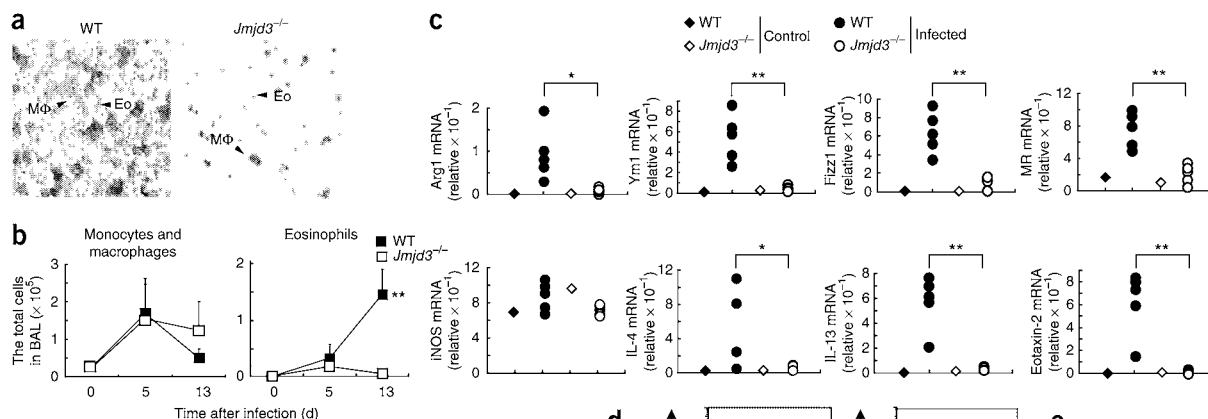 a
WT
Jmjd3–/–
MΦ
Eo
Eo
MΦ
b
Monocytes and
macrophages
Eosinophils
WT
Jmjd3–/–
The total cells
in BAL (× 10⁵)
3
2
1
0
0 5 13
2
1
0
**
0 5 13
Time after infection (d)
c
WT
Jmjd3–/–
Control
WT
Jmjd3–/–
Infected
Arg1 mRNA
(relative × 10⁻¹)
2
1
0
*
Ym1 mRNA
(relative × 10⁻¹)
8
6
4
2
0
**
Fizz1 mRNA
(relative × 10⁻¹)
10
8
6
4
2
0
**
MR mRNA
(relative × 10⁻¹)
12
8
4
0
**
iNOS mRNA
(relative × 10⁻¹)
12
8
4
0
IL-4 mRNA
(relative × 10⁻¹)
12
8
4
0
*
IL-13 mRNA
(relative × 10⁻¹)
8
6
4
2
0
**
Eotaxin-2 mRNA
(relative × 10⁻¹)
8
6
4
2
0
**